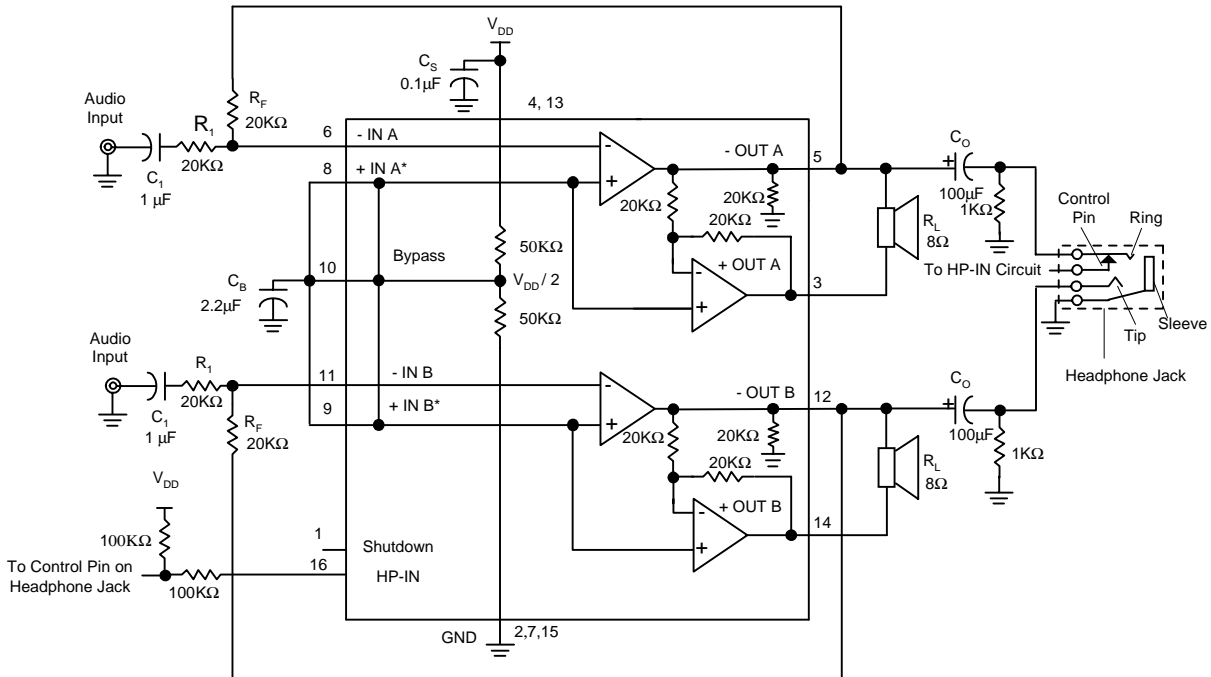 V_DD
C_S
0.1µF
4, 13
Audio
Input
R_F
20KΩ
R_1
20KΩ
C_1
1 µF
6
- IN A
8
+ IN A*
-
+
- OUT A
5
20KΩ
20KΩ
20KΩ
-
+
+ OUT A
3
R_L
8Ω
+
C_O
100µF
1KΩ
Control
Pin
Ring
To HP-IN Circuit
Tip
Sleeve
Headphone Jack
50KΩ
Bypass
10
V_DD / 2
C_B
2.2µF
50KΩ
Audio
Input
R_1
20KΩ
C_1
1 µF
R_F
20KΩ
11
- IN B
9
+ IN B*
-
+
- OUT B
12
20KΩ
20KΩ
20KΩ
-
+
+ OUT B
14
R_L
8Ω
+
C_O
100µF
1KΩ
V_DD
100KΩ
To Control Pin on
Headphone Jack
100KΩ
1
Shutdown
16
HP-IN
GND
2,7,15